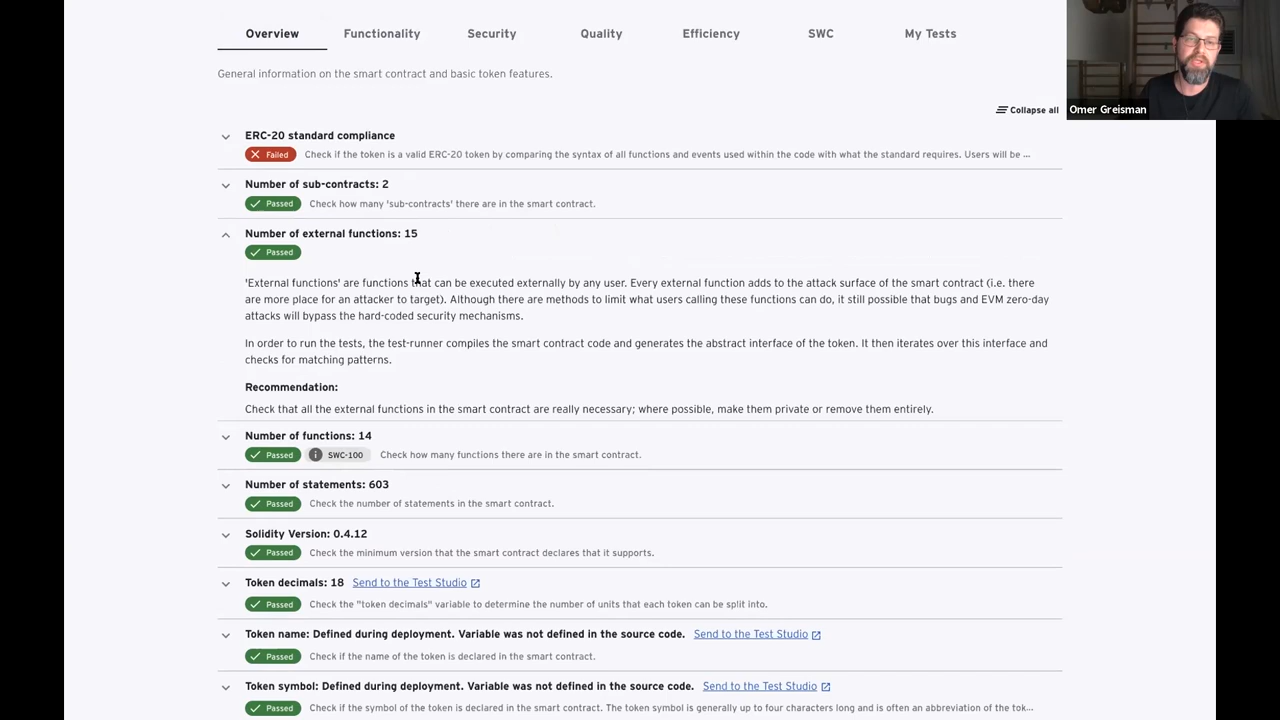 Overview Functionality Security Quality Efficiency SWC My Tests
General information on the smart contract and basic token features.
Collapse all
Omer Greisman
ERC-20 standard compliance
Failed Check if the token is a valid ERC-20 token by comparing the syntax of all functions and events used within the code with what the standard requires. Users will be ...
Number of sub-contracts: 2
Passed Check how many 'sub-contracts' there are in the smart contract.
Number of external functions: 15
Passed
'External functions' are functions that can be executed externally by any user. Every external function adds to the attack surface of the smart contract (i.e. there
are more place for an attacker to target). Although there are methods to limit what users calling these functions can do, it still possible that bugs and EVM zero-day
attacks will bypass the hard-coded security mechanisms.
In order to run the tests, the test-runner compiles the smart contract code and generates the abstract interface of the token. It then iterates over this interface and
checks for matching patterns.
Recommendation:
Check that all the external functions in the smart contract are really necessary; where possible, make them private or remove them entirely.
Number of functions: 14
Passed SWC-100 Check how many functions there are in the smart contract.
Number of statements: 603
Passed Check the number of statements in the smart contract.
Solidity Version: 0.4.12
Passed Check the minimum version that the smart contract declares that it supports.
Token decimals: 18 Send to the Test Studio
Passed Check the "token decimals" variable to determine the number of units that each token can be split into.
Token name: Defined during deployment. Variable was not defined in the source code. Send to the Test Studio
Passed Check if the name of the token is declared in the smart contract.
Token symbol: Defined during deployment. Variable was not defined in the source code. Send to the Test Studio
Passed Check if the symbol of the token is declared in the smart contract. The token symbol is generally up to four characters long and is often an abbreviation of the tok...